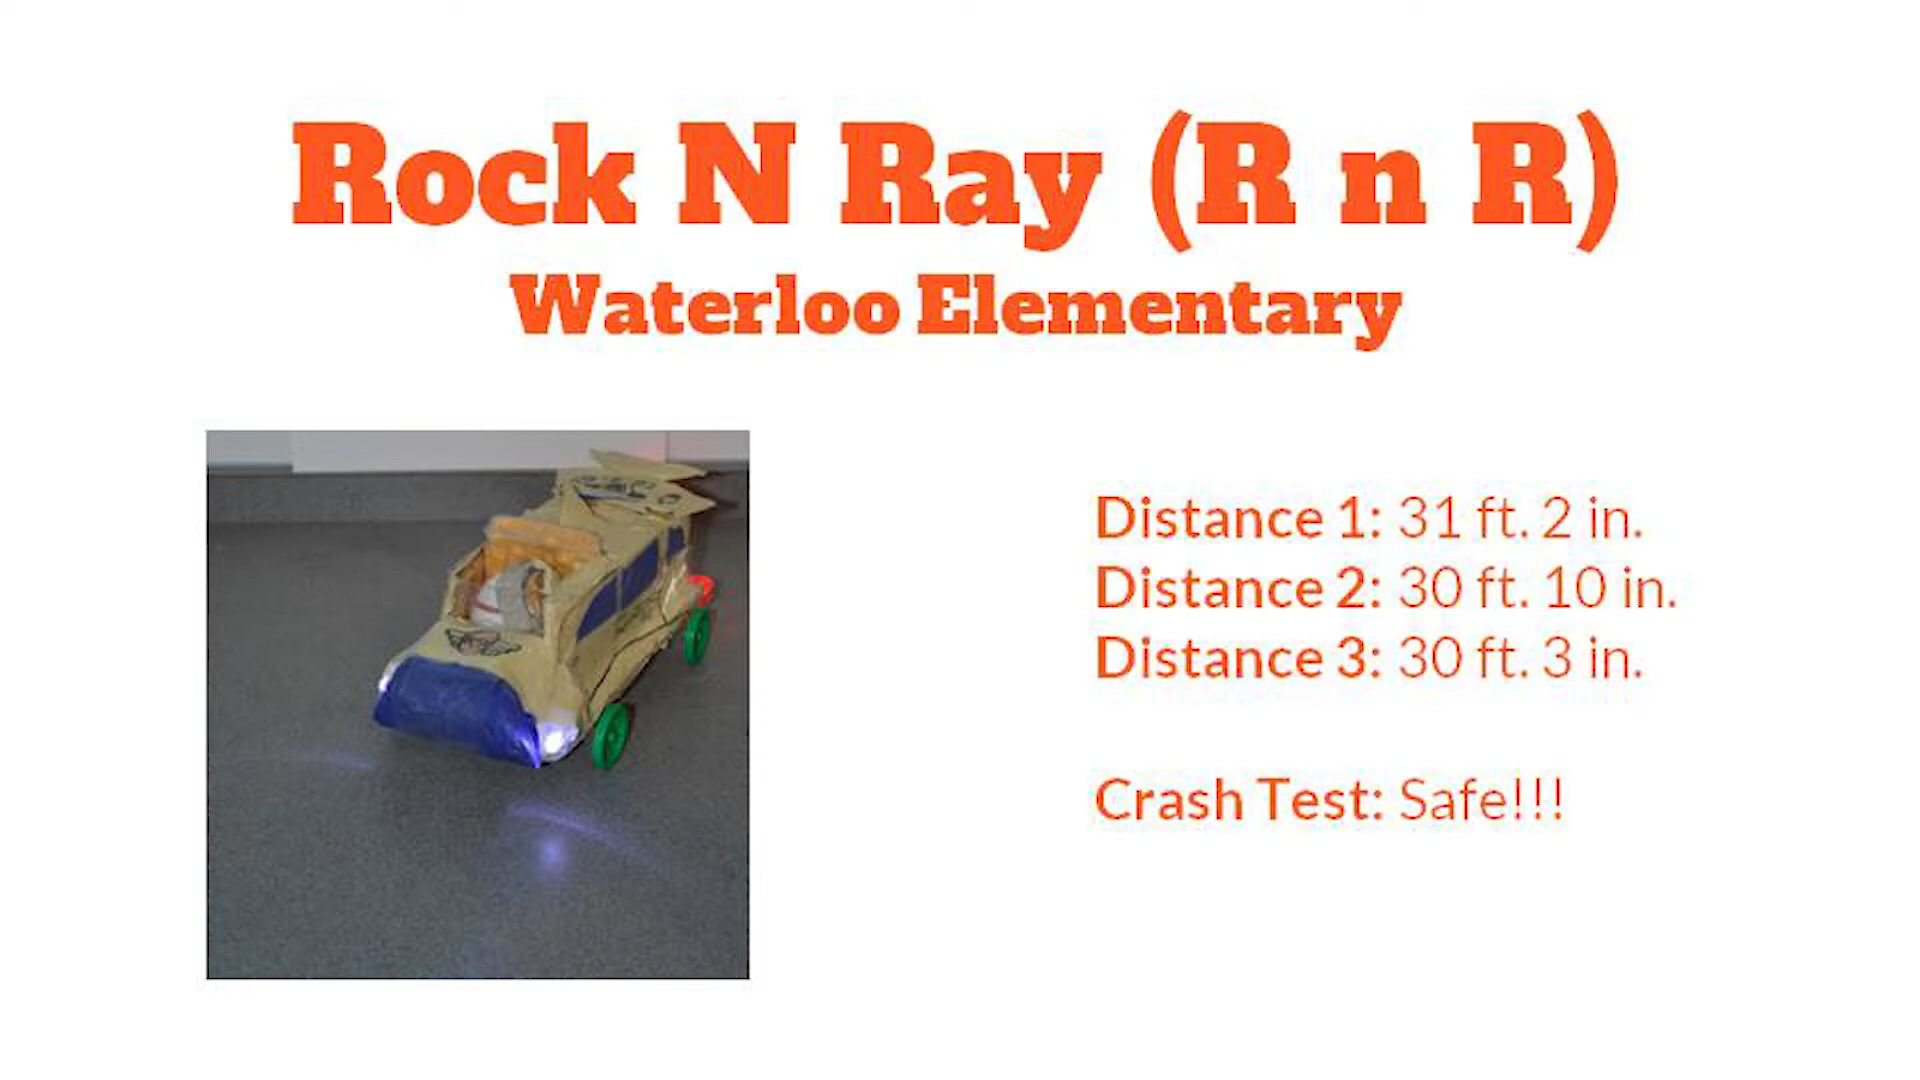 Rock N Ray (R n R)
Waterloo Elementary
Distance 1: 31 ft. 2 in.
Distance 2: 30 ft. 10 in.
Distance 3: 30 ft. 3 in.
Crash Test: Safe!!!